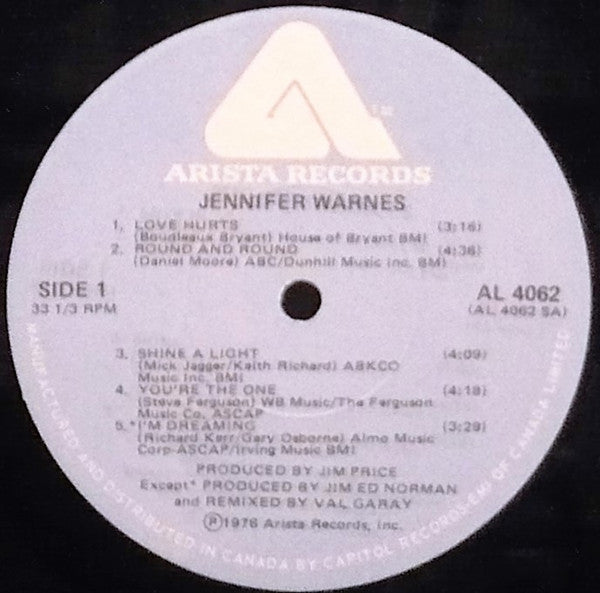 TM
ARISTA RECORDS
JENNIFER WARNES
1. LOVE HURTS (3:16)
(Boudleaux Bryant) House of Bryant BMI
2. ROUND AND ROUND (4:36)
(Daniel Moore) ABC/Dunhill Music Inc. BMI
SIDE 1 AL 4062
33 1/3 RPM (AL 4062 SA)
3. SHINE A LIGHT (4:09)
(Mick Jagger/Keith Richard) ABKCO
Music Inc. BMI
4. YOU'RE THE ONE (4:18)
(Steve Ferguson) WB Music/The Ferguson
Music Co. ASCAP
5.*I'M DREAMING (3:29)
(Richard Kerr/Gary Osborne) Almo Music
Corp-ASCAP/Irving Music BMI
PRODUCED BY JIM PRICE
Except* PRODUCED BY JIM ED NORMAN
and REMIXED BY VAL GARAY
℗1976 Arista Records, Inc.
MANUFACTURED AND DISTRIBUTED IN CANADA BY CAPITOL RECORDS-EMI OF CANADA LIMITED